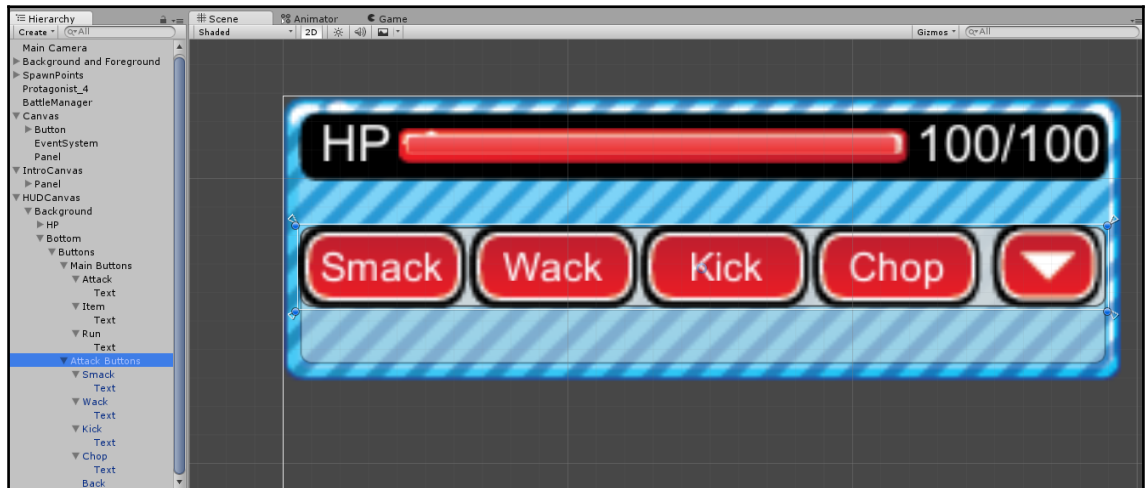 Hierarchy
Create
All
Main Camera
Background and Foreground
SpawnPoints
Protagonist_4
BattleManager
Canvas
Button
EventSystem
Panel
IntroCanvas
Panel
HUDCanvas
Background
HP
Bottom
Buttons
Main Buttons
Attack
Text
Item
Text
Run
Text
Attack Buttons
Smack
Text
Wack
Text
Kick
Text
Chop
Text
Back
Scene Animator Game
Shaded 2D Gizmos All
HP 100/100
Smack Wack Kick Chop